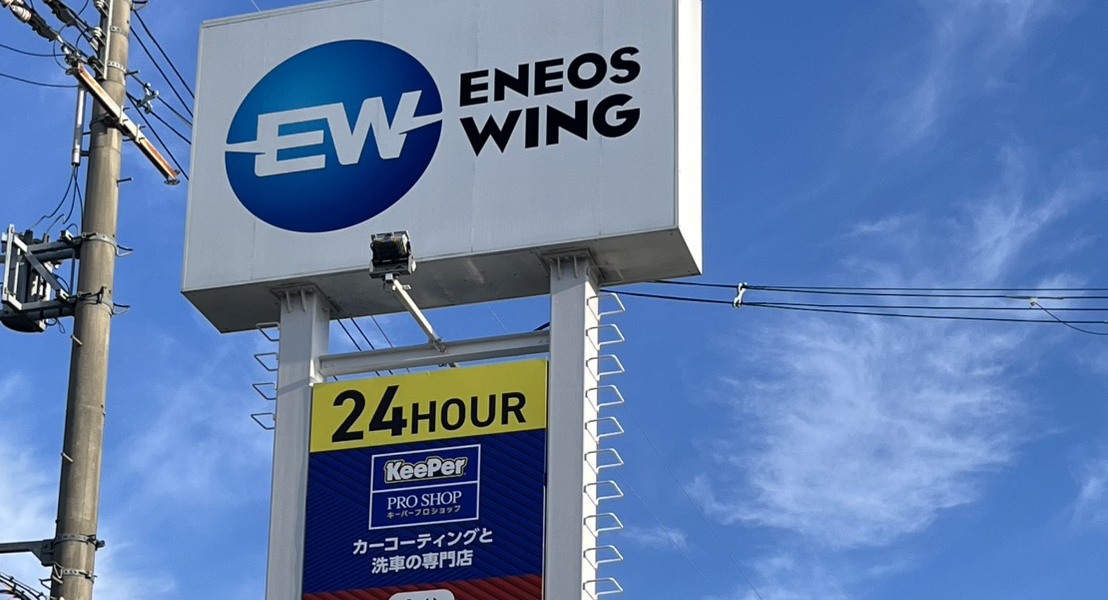 EW
ENEOS
WING
24HOUR
KeePer
PRO SHOP
キーパープロショップ
カーコーティングと
洗車の専門店